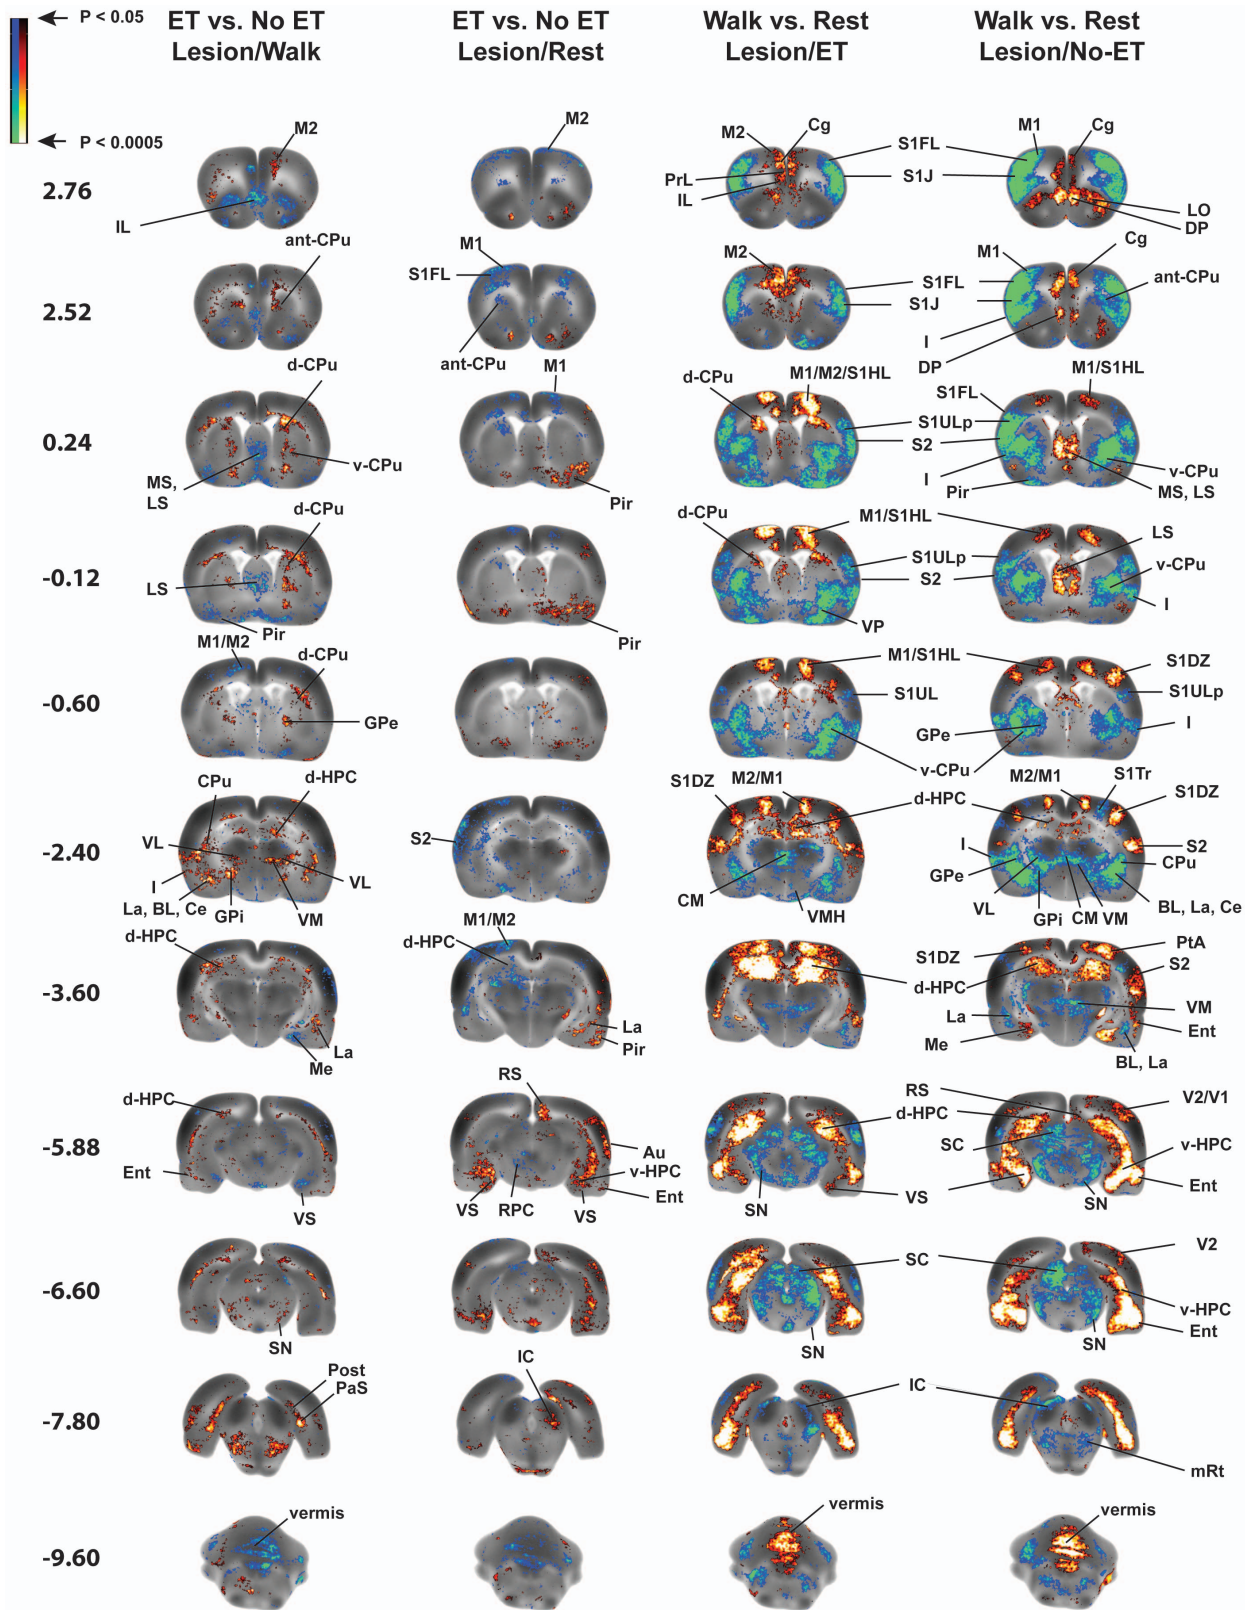 P < 0.05
P < 0.0005
ET vs. No ET
Lesion/Walk
ET vs. No ET
Lesion/Rest
Walk vs. Rest
Lesion/ET
Walk vs. Rest
Lesion/No-ET
2.76
M2
IL
M2
M2
Cg
PrL
IL
S1FL
S1J
M1
Cg
LO
DP
2.52
ant-CPu
M1
S1FL
ant-CPu
M2
S1FL
S1J
M1
Cg
ant-CPu
I
DP
0.24
d-CPu
v-CPu
MS,
LS
M1
Pir
d-CPu
M1/M2/S1HL
S1ULp
S2
M1/S1HL
S1FL
I
Pir
v-CPu
MS, LS
-0.12
d-CPu
LS
Pir
Pir
d-CPu
M1/S1HL
S1ULp
S2
VP
LS
v-CPu
I
-0.60
M1/M2
d-CPu
GPe
M1/S1HL
S1UL
GPe
v-CPu
S1DZ
S1ULp
I
-2.40
CPu
d-HPC
VL
VL
I
La, BL, Ce
GPi
VM
S2
S1DZ
M2/M1
d-HPC
CM
VMH
M2/M1
S1Tr
S1DZ
S2
I
GPe
CPu
VL
GPi
CM
VM
BL, La, Ce
-3.60
d-HPC
La
Me
M1/M2
d-HPC
La
Pir
S1DZ
d-HPC
PtA
S2
VM
La
Me
Ent
BL, La
-5.88
d-HPC
Ent
VS
RS
Au
v-HPC
Ent
VS
RPC
VS
RS
d-HPC
SC
VS
SN
V2/V1
v-HPC
Ent
SN
-6.60
SN
SC
SN
V2
v-HPC
Ent
SN
-7.80
Post
PaS
IC
IC
mRt
-9.60
vermis
vermis
vermis